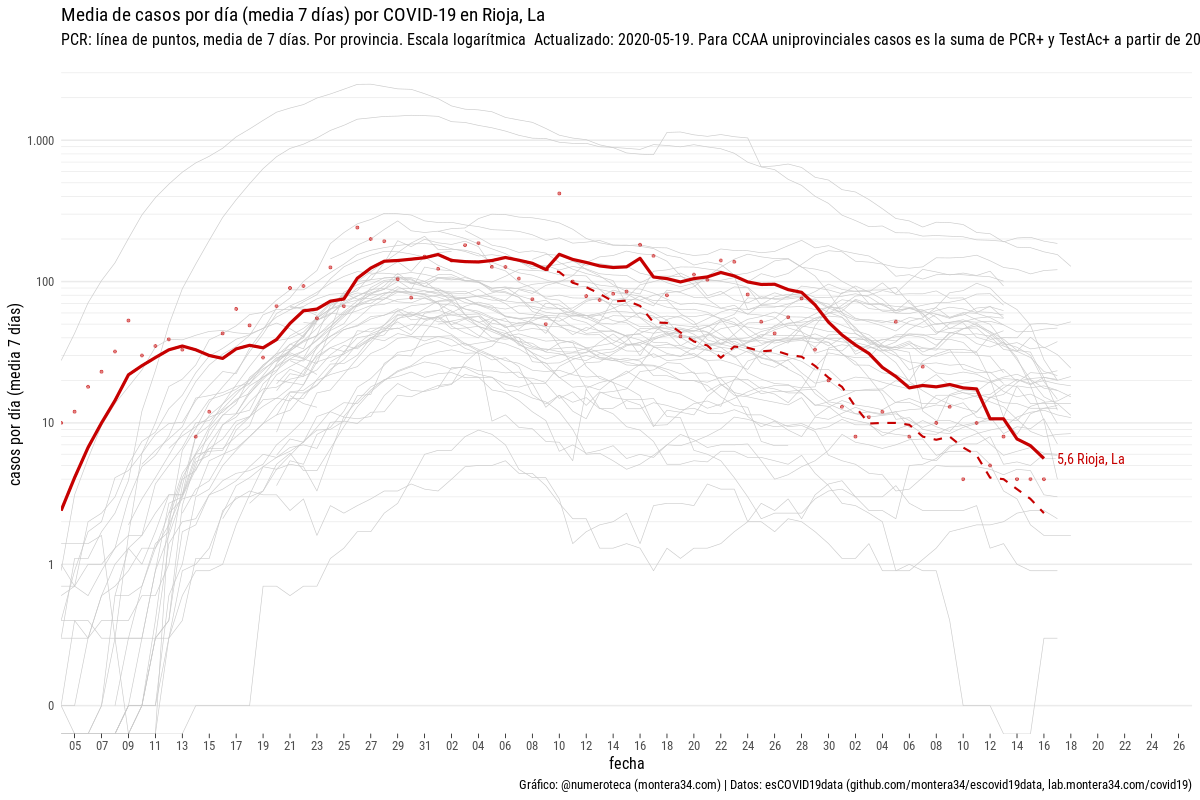 Media de casos por día (media 7 días) por COVID-19 en Rioja, La
PCR: línea de puntos, media de 7 días. Por provincia. Escala logarítmica  Actualizado: 2020-05-19. Para CCAA uniprovinciales casos es la suma de PCR+ y TestAc+ a partir de 20
casos por día (media 7 días)
1.000
100
10
1
0
5,6 Rioja, La
05 07 09 11 13 15 17 19 21 23 25 27 29 31 02 04 06 08 10 12 14 16 18 20 22 24 26 28 30 02 04 06 08 10 12 14 16 18 20 22 24 26
fecha
Gráfico: @numeroteca (montera34.com) | Datos: esCOVID19data (github.com/montera34/escovid19data, lab.montera34.com/covid19)